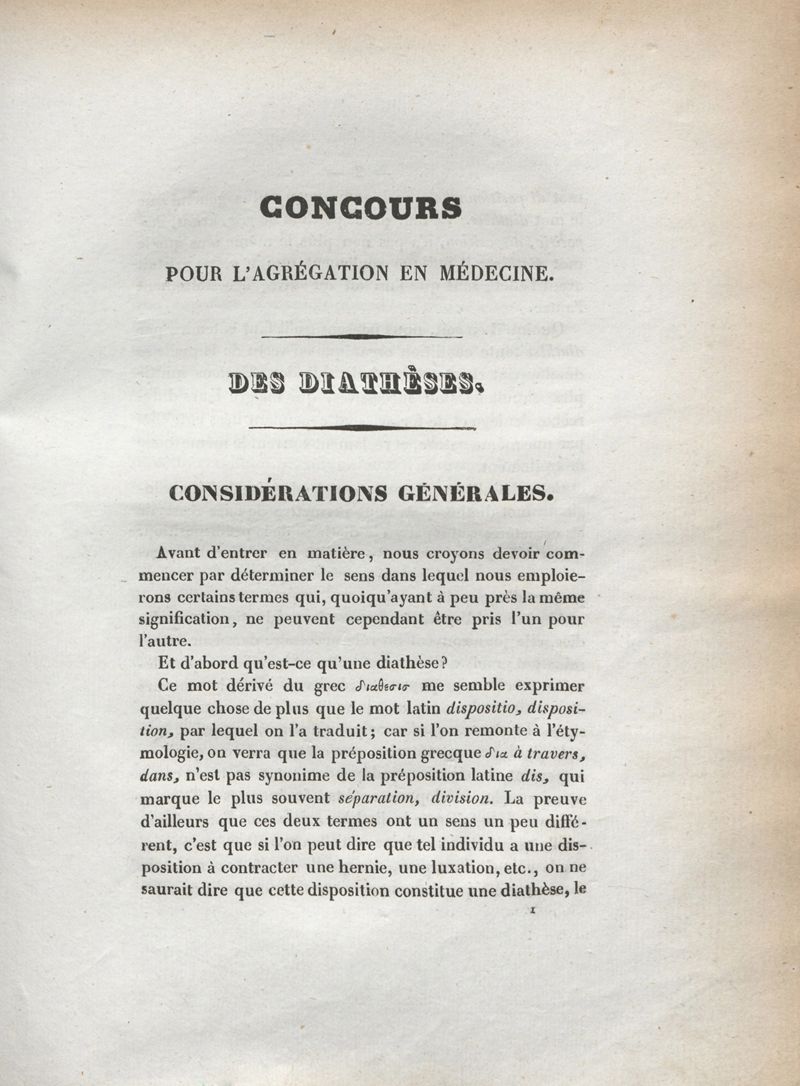 CONCOURS
POUR L'AGRÉGATION EN MÉDECINE.
DES DIATHÈSES.
CONSIDÉRATIONS GÉNÉRALES.
Avant d'entrer en matière, nous croyons devoir com-
mencer par déterminer le sens dans lequel nous emploie-
rons certains termes qui, quoiqu'ayant à peu près la même
signification, ne peuvent cependant être pris l'un pour
l'autre.
Et d'abord qu'est-ce qu'une diathèse?
Ce mot dérivé du grec διαθεσισ me semble exprimer
quelque chose de plus que le mot latin dispositio, disposi-
tion, par lequel on l'a traduit; car si l'on remonte à l'éty-
mologie, on verra que la préposition grecque δια à travers,
dans, n'est pas synonime de la préposition latine dis, qui
marque le plus souvent séparation, division. La preuve
d'ailleurs que ces deux termes ont un sens un peu diffé-
rent, c'est que si l'on peut dire que tel individu a une dis-
position à contracter une hernie, une luxation, etc., on ne
saurait dire que cette disposition constitue une diathèse, le
1